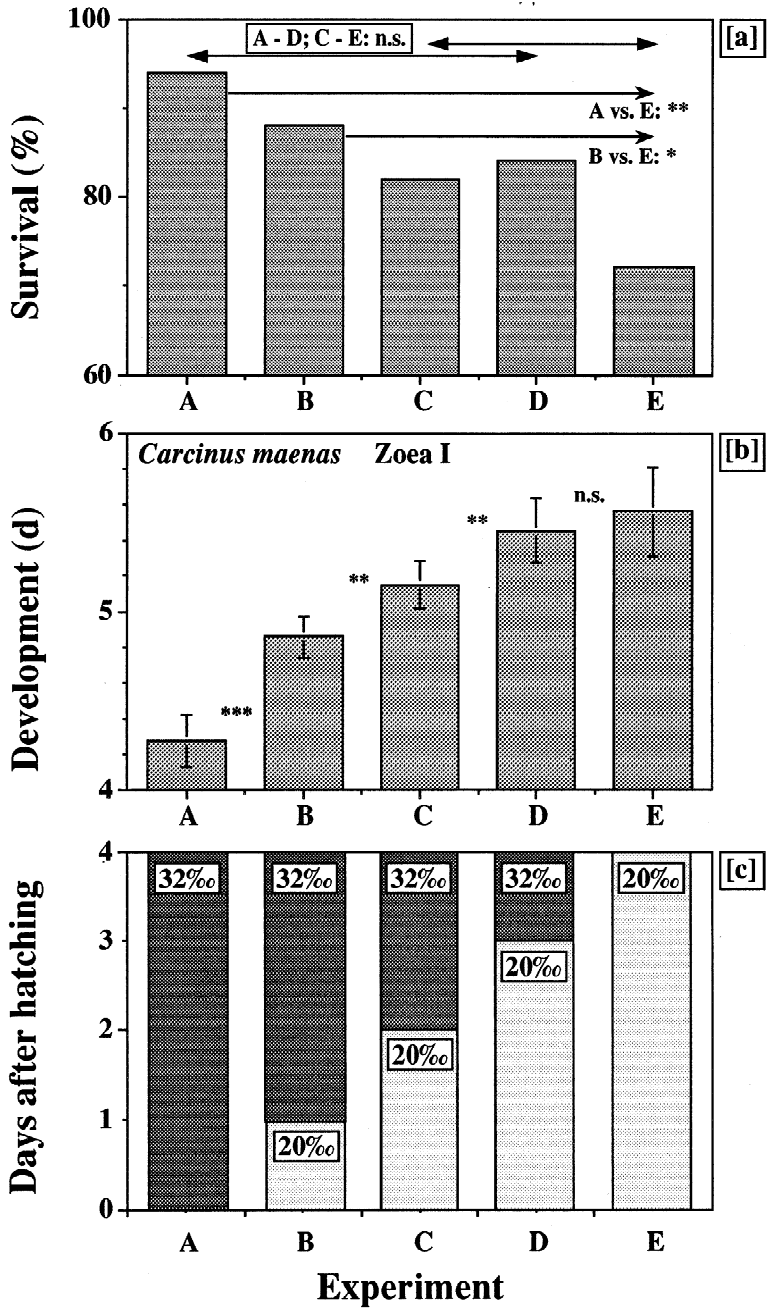 [a]
100
80
60
Survival (%)
A - D; C - E: n.s.
A vs. E: **
B vs. E: *
A B C D E
[b]
6
5
4
Development (d)
Carcinus maenas Zoea I
***
**
**
n.s.
A B C D E
[c]
4
3
2
1
0
Days after hatching
32‰ 32‰ 32‰ 32‰ 20‰
20‰
20‰
20‰
A B C D E
Experiment